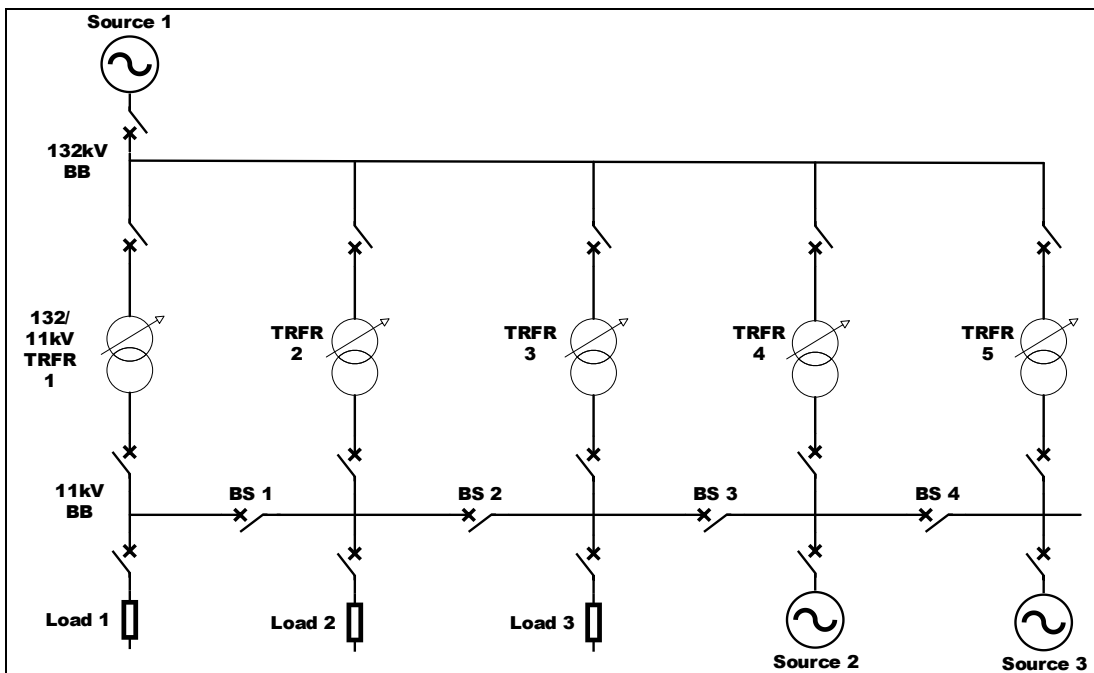 Source 1
132kV
BB
132/
11kV
TRFR
1
TRFR
2
TRFR
3
TRFR
4
TRFR
5
11kV
BB
BS 1
BS 2
BS 3
BS 4
Load 1
Load 2
Load 3
Source 2
Source 3